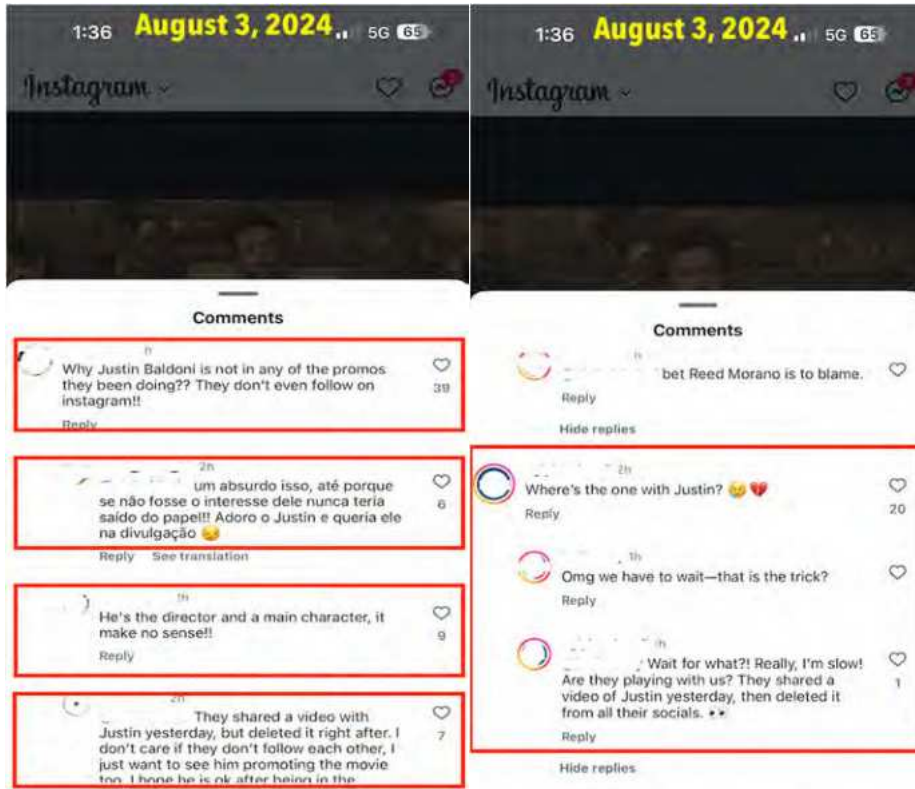 1:36 August 3, 2024 5G 65
Instagram
Comments
Why Justin Baldoni is not in any of the promos
they been doing?? They don't even follow on
instagram!!
39
Reply
2h
um absurdo isso, até porque
se não fosse o interesse dele nunca teria
saído do papel!! Adoro o Justin e queria ele
na divulgação 😔
6
Reply See translation
1h
He's the director and a main character, it
make no sense!!
9
Reply
2h
They shared a video with
Justin yesterday, but deleted it right after. I
don't care if they don't follow each other, I
just want to see him promoting the movie
too. I hope he is ok after being in the
7
1:36 August 3, 2024 5G 65
Instagram
Comments
bet Reed Morano is to blame.
Reply
Hide replies
2h
Where's the one with Justin? 😢💔
20
Reply
1h
Omg we have to wait—that is the trick?
Reply
Wait for what?! Really, I'm slow!
Are they playing with us? They shared a
video of Justin yesterday, then deleted it
from all their socials. 👀
1
Reply
Hide replies